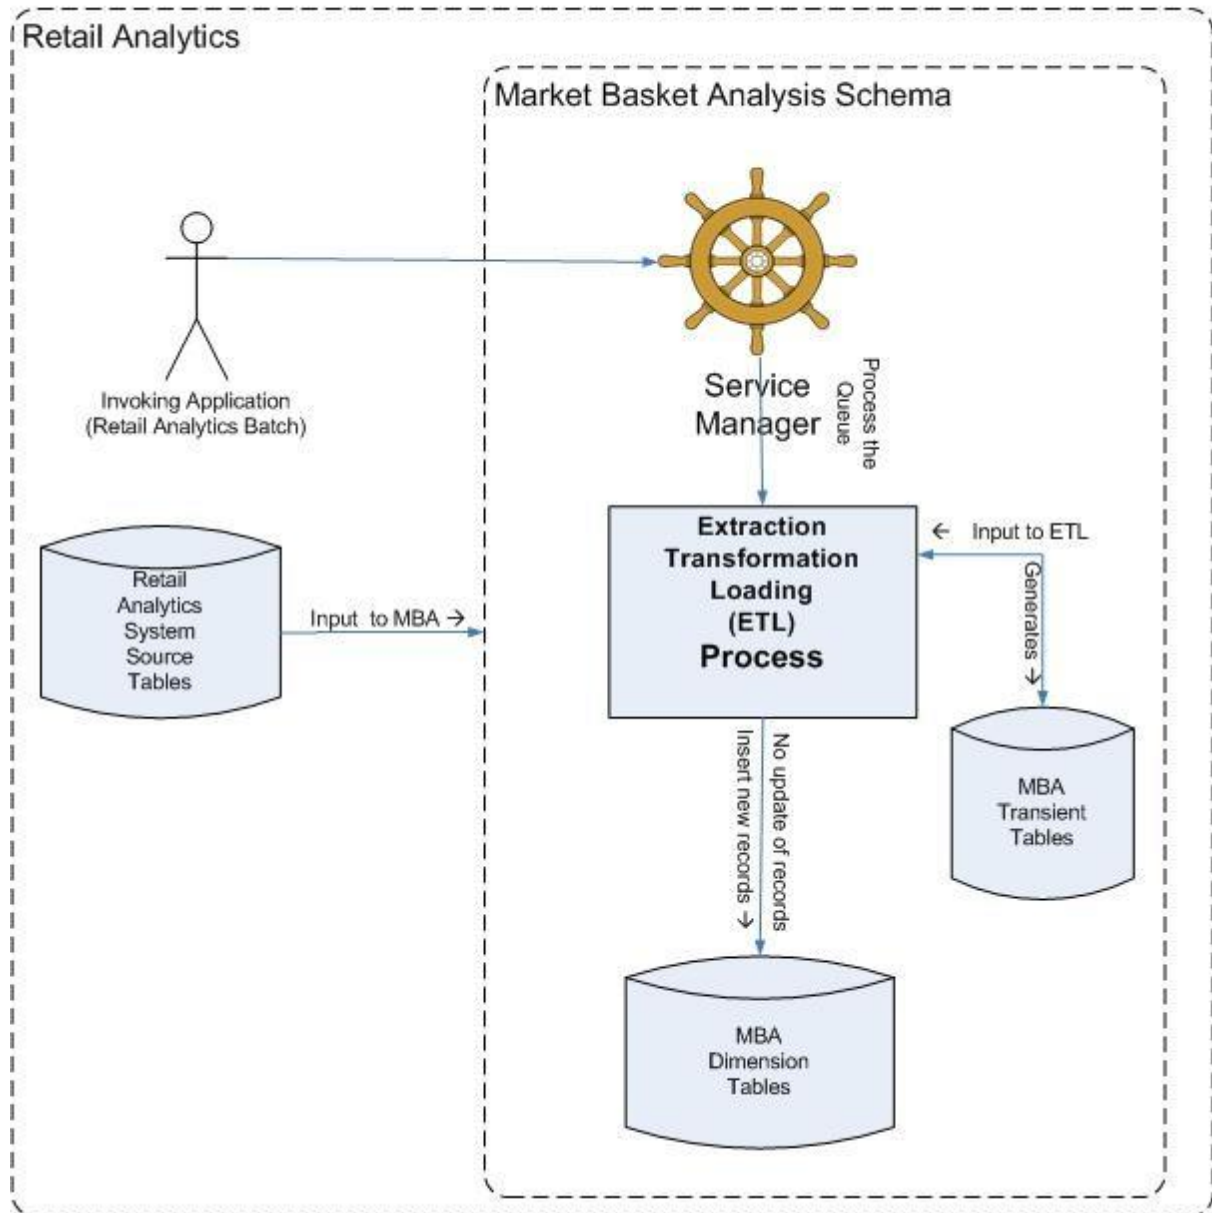 Retail Analytics
Market Basket Analysis Schema
Invoking Application
(Retail Analytics Batch)
Service
Manager
Process the
Queue
Retail
Analytics
System
Source
Tables
Input to MBA →
Extraction
Transformation
Loading
(ETL)
Process
← Input to ETL
Generates →
MBA
Transient
Tables
No update of records
Insert new records →
MBA
Dimension
Tables